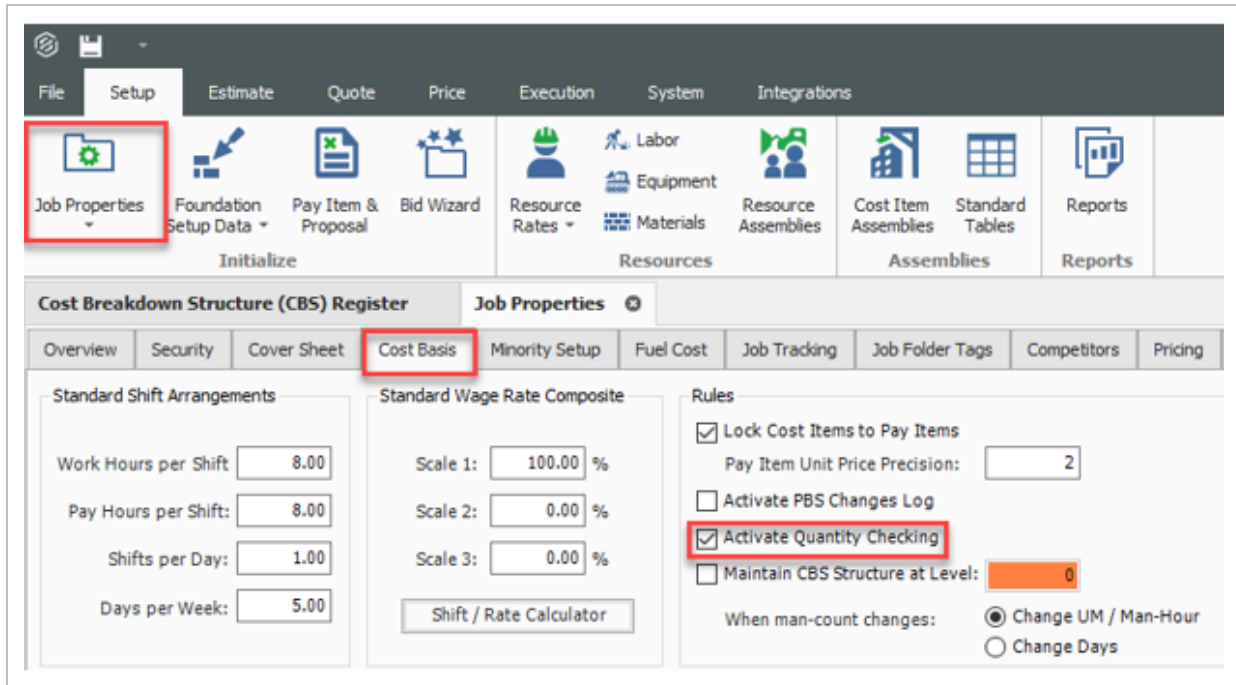 File Setup Estimate Quote Price Execution System Integrations
Job Properties
Foundation
Setup Data
Pay Item &
Proposal
Bid Wizard
Initialize
Resource
Rates
Labor
Equipment
Materials
Resource
Assemblies
Resources
Cost Item
Assemblies
Standard
Tables
Assemblies
Reports
Reports
Cost Breakdown Structure (CBS) Register Job Properties
Overview Security Cover Sheet Cost Basis Minority Setup Fuel Cost Job Tracking Job Folder Tags Competitors Pricing
Standard Shift Arrangements
Work Hours per Shift 8.00
Pay Hours per Shift: 8.00
Shifts per Day: 1.00
Days per Week: 5.00
Standard Wage Rate Composite
Scale 1: 100.00 %
Scale 2: 0.00 %
Scale 3: 0.00 %
Shift / Rate Calculator
Rules
Lock Cost Items to Pay Items
Pay Item Unit Price Precision: 2
Activate PBS Changes Log
Activate Quantity Checking
Maintain CBS Structure at Level: 0
When man-count changes: Change UM / Man-Hour
Change Days